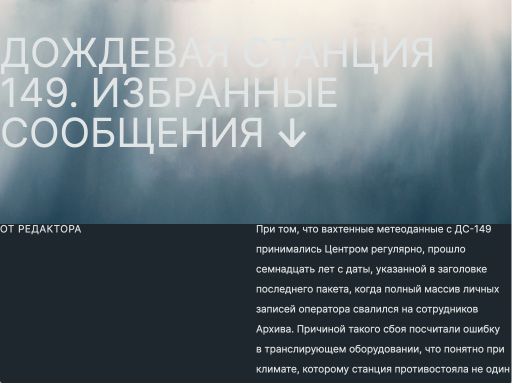 ДОЖДЕВАЯ СТАНЦИЯ
149. ИЗБРАННЫЕ
СООБЩЕНИЯ ↓
ОТ РЕДАКТОРА
При том, что вахтенные метеоданные с ДС-149
принимались Центром регулярно, прошло
семнадцать лет с даты, указанной в заголовке
последнего пакета, когда полный массив личных
записей оператора свалился на сотрудников
Архива. Причиной такого сбоя посчитали ошибку
в транслирующем оборудовании, что понятно при
климате, которому станция противостояла не один